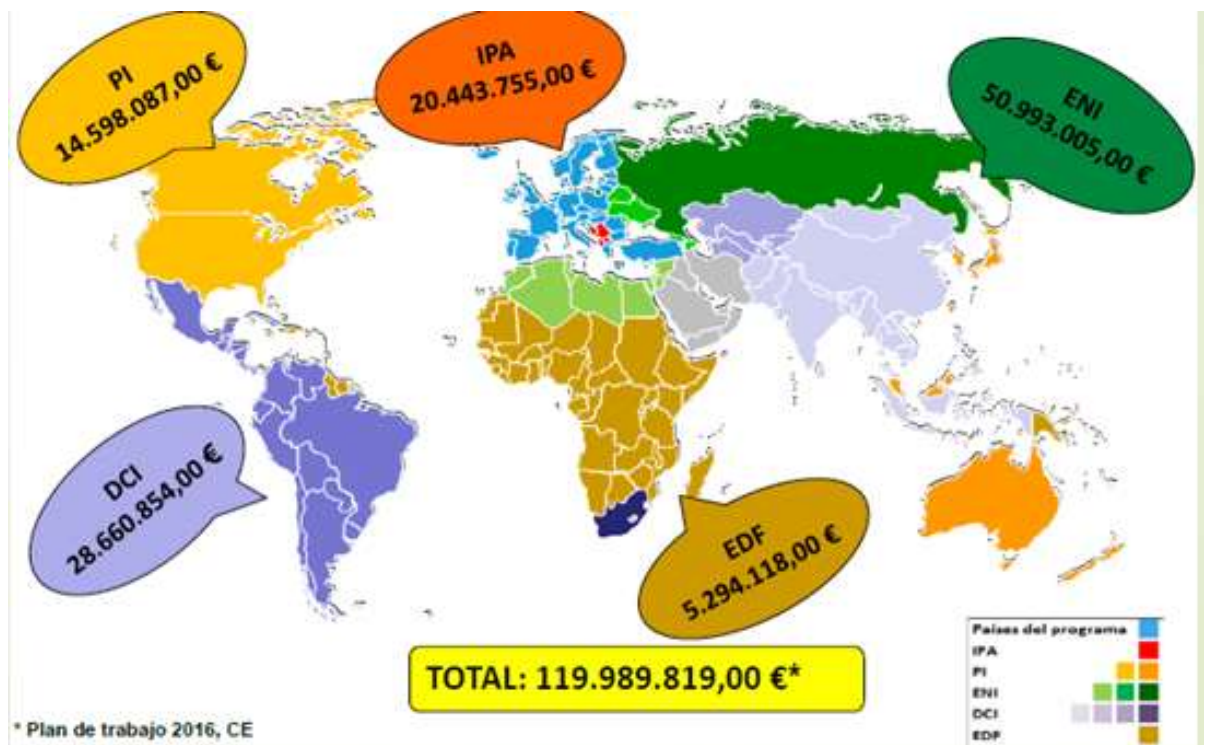 PI
14.598.087,00 €
IPA
20.443.755,00 €
ENI
50.993.005,00 €
DCI
28.660.854,00 €
EDF
5.294.118,00 €
TOTAL: 119.989.819,00 €*
* Plan de trabajo 2016, CE
Países del programa
IPA
PI
ENI
DCI
EDF